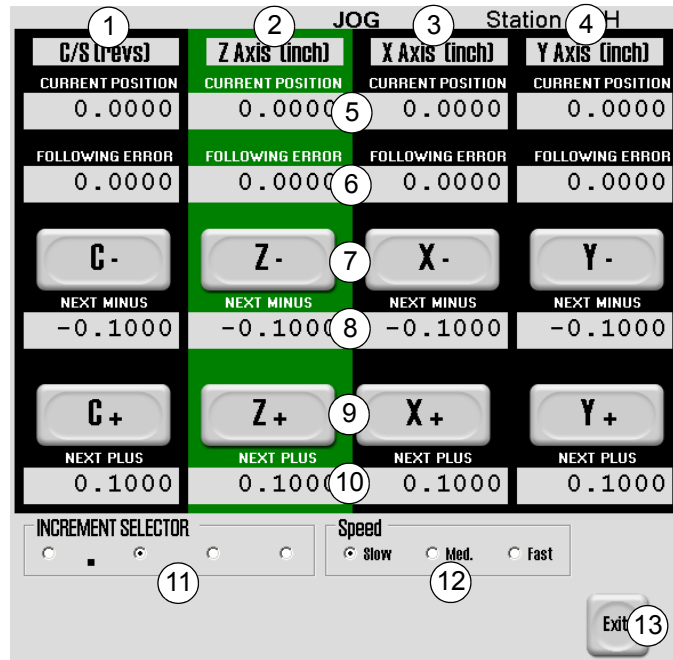 1 2 JOG 3 Station 4 H
C/S (revs) Z Axis (inch) X Axis (inch) Y Axis (inch)
CURRENT POSITION CURRENT POSITION CURRENT POSITION CURRENT POSITION
0.0000 0.000 5 0.0000 0.0000
FOLLOWING ERROR FOLLOWING ERROR FOLLOWING ERROR FOLLOWING ERROR
0.0000 0.000 6 0.0000 0.0000
C - Z - 7 X - Y -
NEXT MINUS NEXT MINUS NEXT MINUS NEXT MINUS
-0.1000 -0.100 8 -0.1000 -0.1000
C + Z + 9 X + Y +
NEXT PLUS NEXT PLUS NEXT PLUS NEXT PLUS
0.1000 0.100 10 0.1000 0.1000
INCREMENT SELECTOR Speed
. Slow Med. Fast
11 12
Exit 13